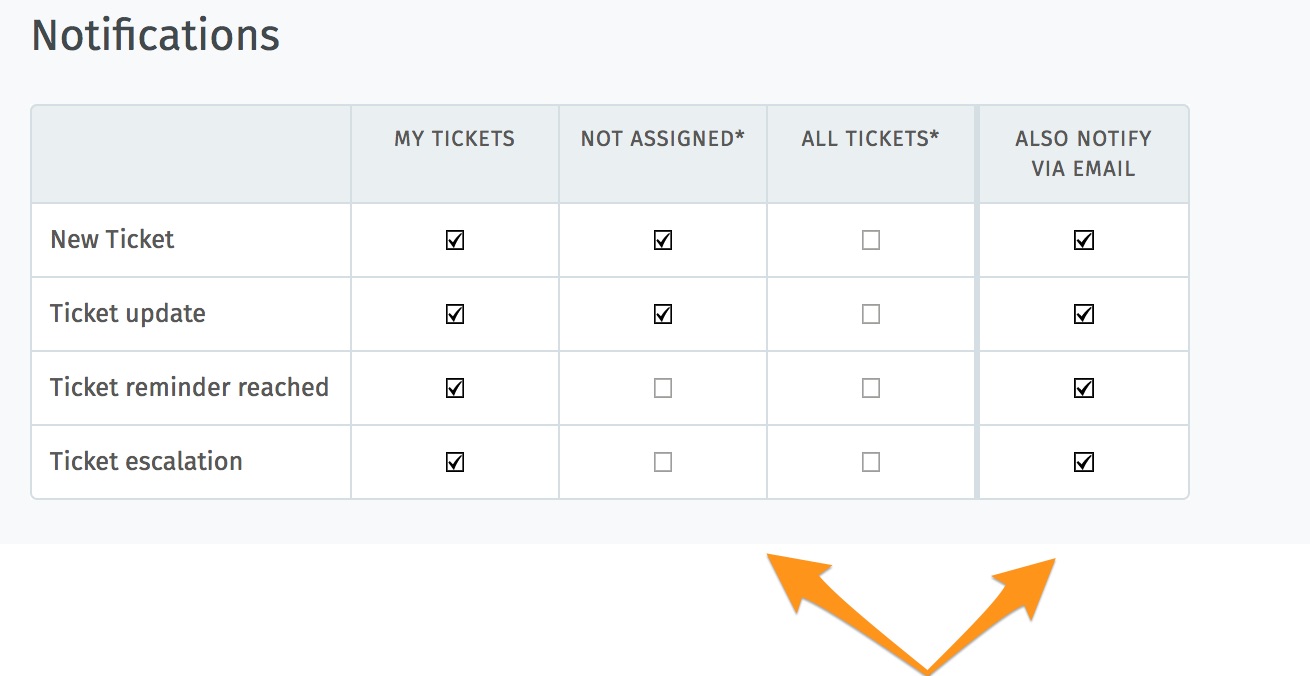 Notifications
MY TICKETS NOT ASSIGNED* ALL TICKETS* ALSO NOTIFY
VIA EMAIL
New Ticket
Ticket update
Ticket reminder reached
Ticket escalation